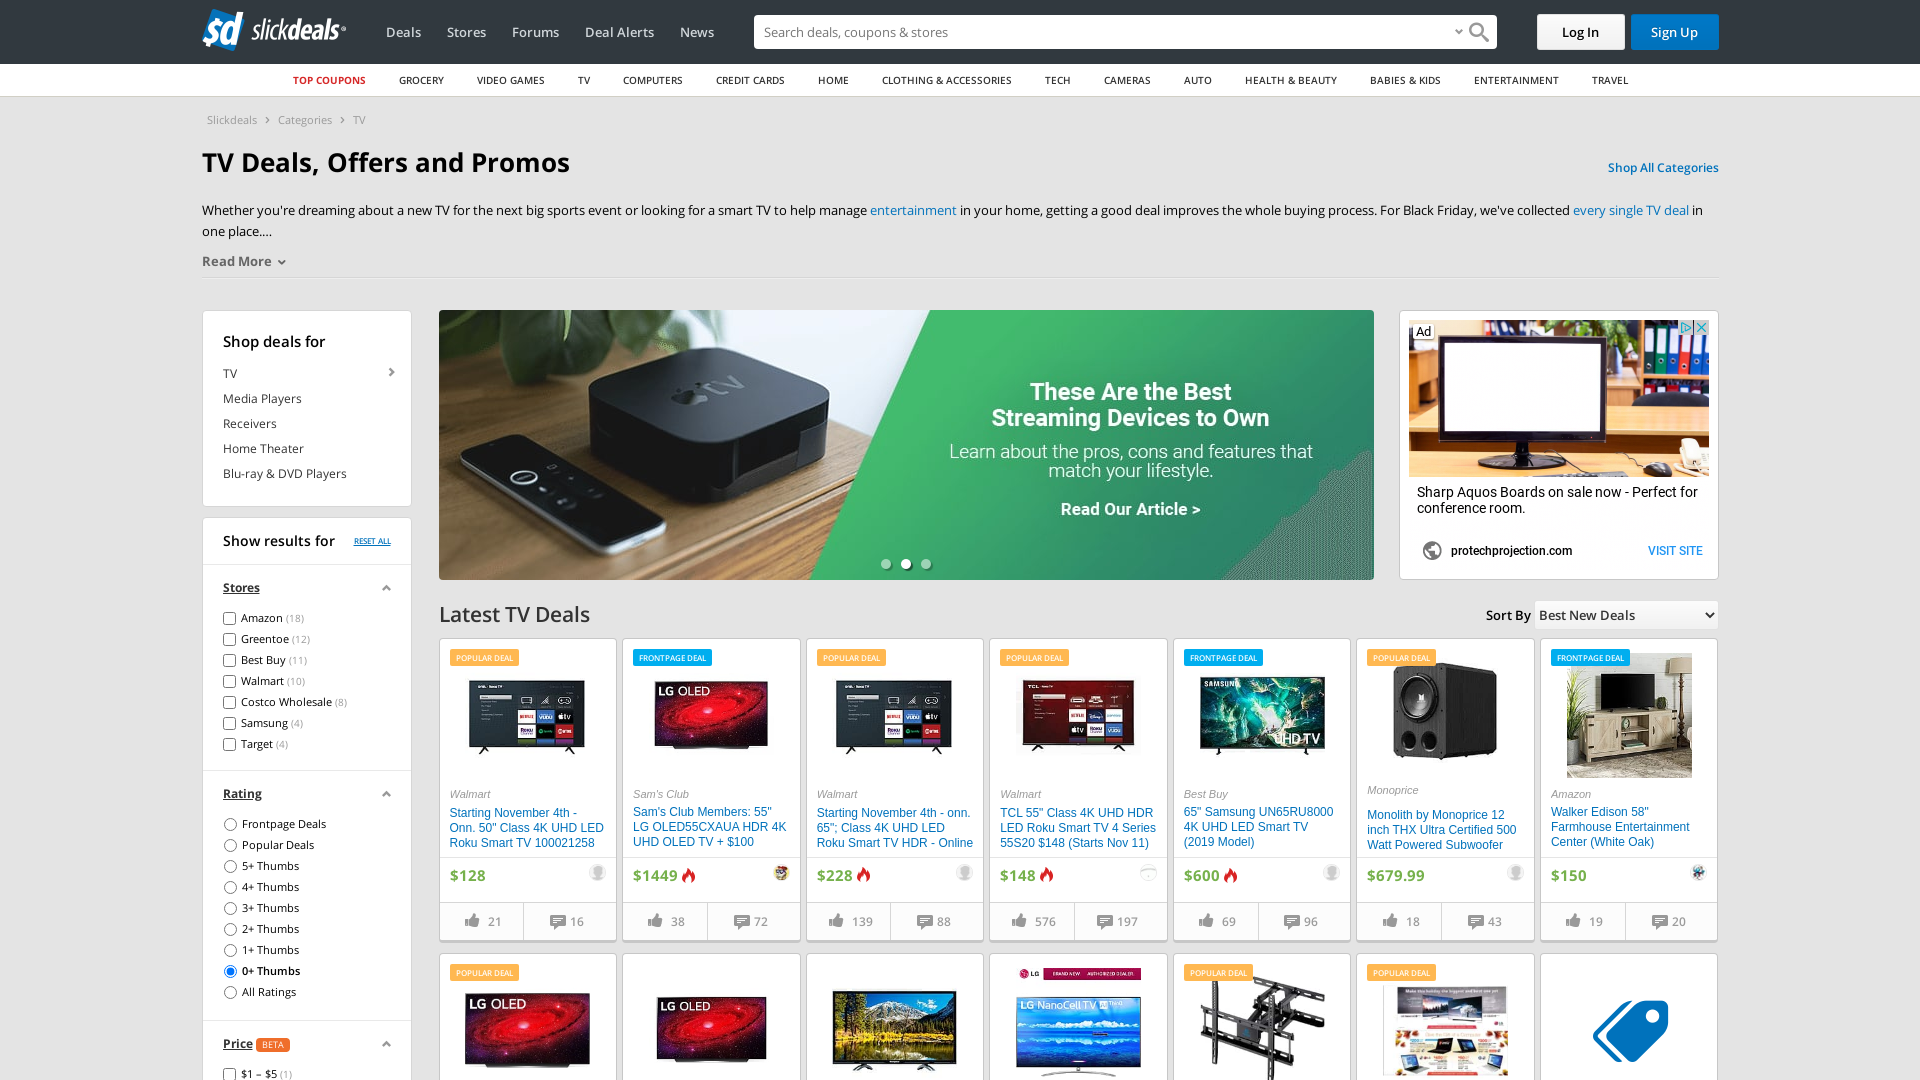 slickdeals
Deals
Stores
Forums
Deal Alerts
News
Search deals, coupons & stores
Log In
Sign Up
TOP COUPONS
GROCERY
VIDEO GAMES
TV
COMPUTERS
CREDIT CARDS
HOME
CLOTHING & ACCESSORIES
TECH
CAMERAS
AUTO
HEALTH & BEAUTY
BABIES & KIDS
ENTERTAINMENT
TRAVEL
Slickdeals > Categories > TV
TV Deals, Offers and Promos
Shop All Categories
Whether you're dreaming about a new TV for the next big sports event or looking for a smart TV to help manage entertainment in your home, getting a good deal improves the whole buying process. For Black Friday, we've collected every single TV deal in
one place.…
Read More
Shop deals for
TV
Media Players
Receivers
Home Theater
Blu-ray & DVD Players
Show results for
RESET ALL
Stores
Amazon (18)
Greentoe (12)
Best Buy (11)
Walmart (10)
Costco Wholesale (8)
Samsung (4)
Target (4)
Rating
Frontpage Deals
Popular Deals
5+ Thumbs
4+ Thumbs
3+ Thumbs
2+ Thumbs
1+ Thumbs
0+ Thumbs
All Ratings
Price BETA
$1 – $5 (1)
tv
These Are the Best
Streaming Devices to Own
Learn about the pros, cons and features that
match your lifestyle.
Read Our Article >
Ad
Sharp Aquos Boards on sale now - Perfect for
conference room.
protechprojection.com
VISIT SITE
Latest TV Deals
Sort By
Best New Deals
POPULAR DEAL
Walmart
Starting November 4th -
Onn. 50" Class 4K UHD LED
Roku Smart TV 100021258
$128
21
16
FRONTPAGE DEAL
LG OLED
Sam's Club
Sam's Club Members: 55"
LG OLED55CXAUA HDR 4K
UHD OLED TV + $100
$1449
38
72
POPULAR DEAL
Walmart
Starting November 4th - onn.
65"; Class 4K UHD LED
Roku Smart TV HDR - Online
$228
139
88
POPULAR DEAL
Walmart
TCL 55" Class 4K UHD HDR
LED Roku Smart TV 4 Series
55S20 $148 (Starts Nov 11)
$148
576
197
FRONTPAGE DEAL
SAMSUNG
UHD TV
Best Buy
65" Samsung UN65RU8000
4K UHD LED Smart TV
(2019 Model)
$600
69
96
POPULAR DEAL
Monoprice
Monolith by Monoprice 12
inch THX Ultra Certified 500
Watt Powered Subwoofer
$679.99
18
43
FRONTPAGE DEAL
Amazon
Walker Edison 58"
Farmhouse Entertainment
Center (White Oak)
$150
19
20
POPULAR DEAL
LG OLED
LG OLED
LG
BRAND NEW
AUTHORIZED DEALER
LG NanoCell TV
POPULAR DEAL
POPULAR DEAL